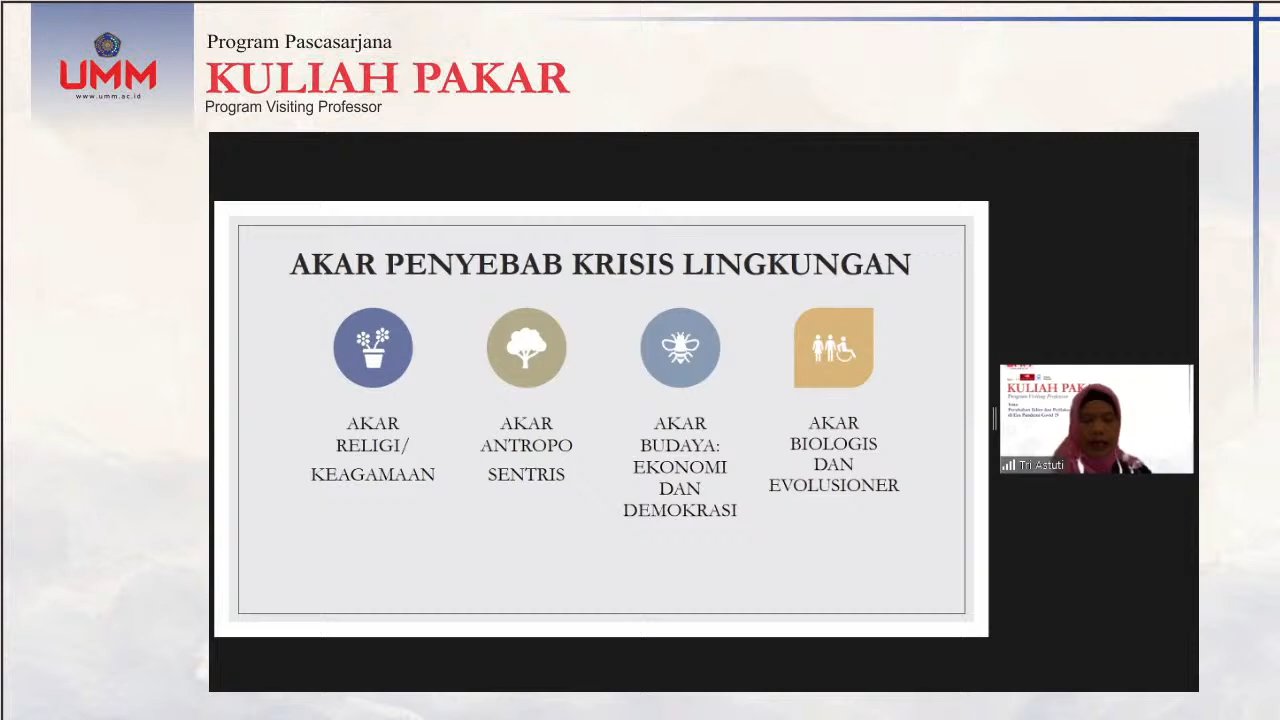 UMM
www.umm.ac.id
Program Pascasarjana
KULIAH PAKAR
Program Visiting Professor
AKAR PENYEBAB KRISIS LINGKUNGAN
AKAR
RELIGI/
KEAGAMAAN
AKAR
ANTROPO
SENTRIS
AKAR
BUDAYA:
EKONOMI
DAN
DEMOKRASI
AKAR
BIOLOGIS
DAN
EVOLUSIONER
KULIAH PAK
Program Visiting Professor
Tri Astuti